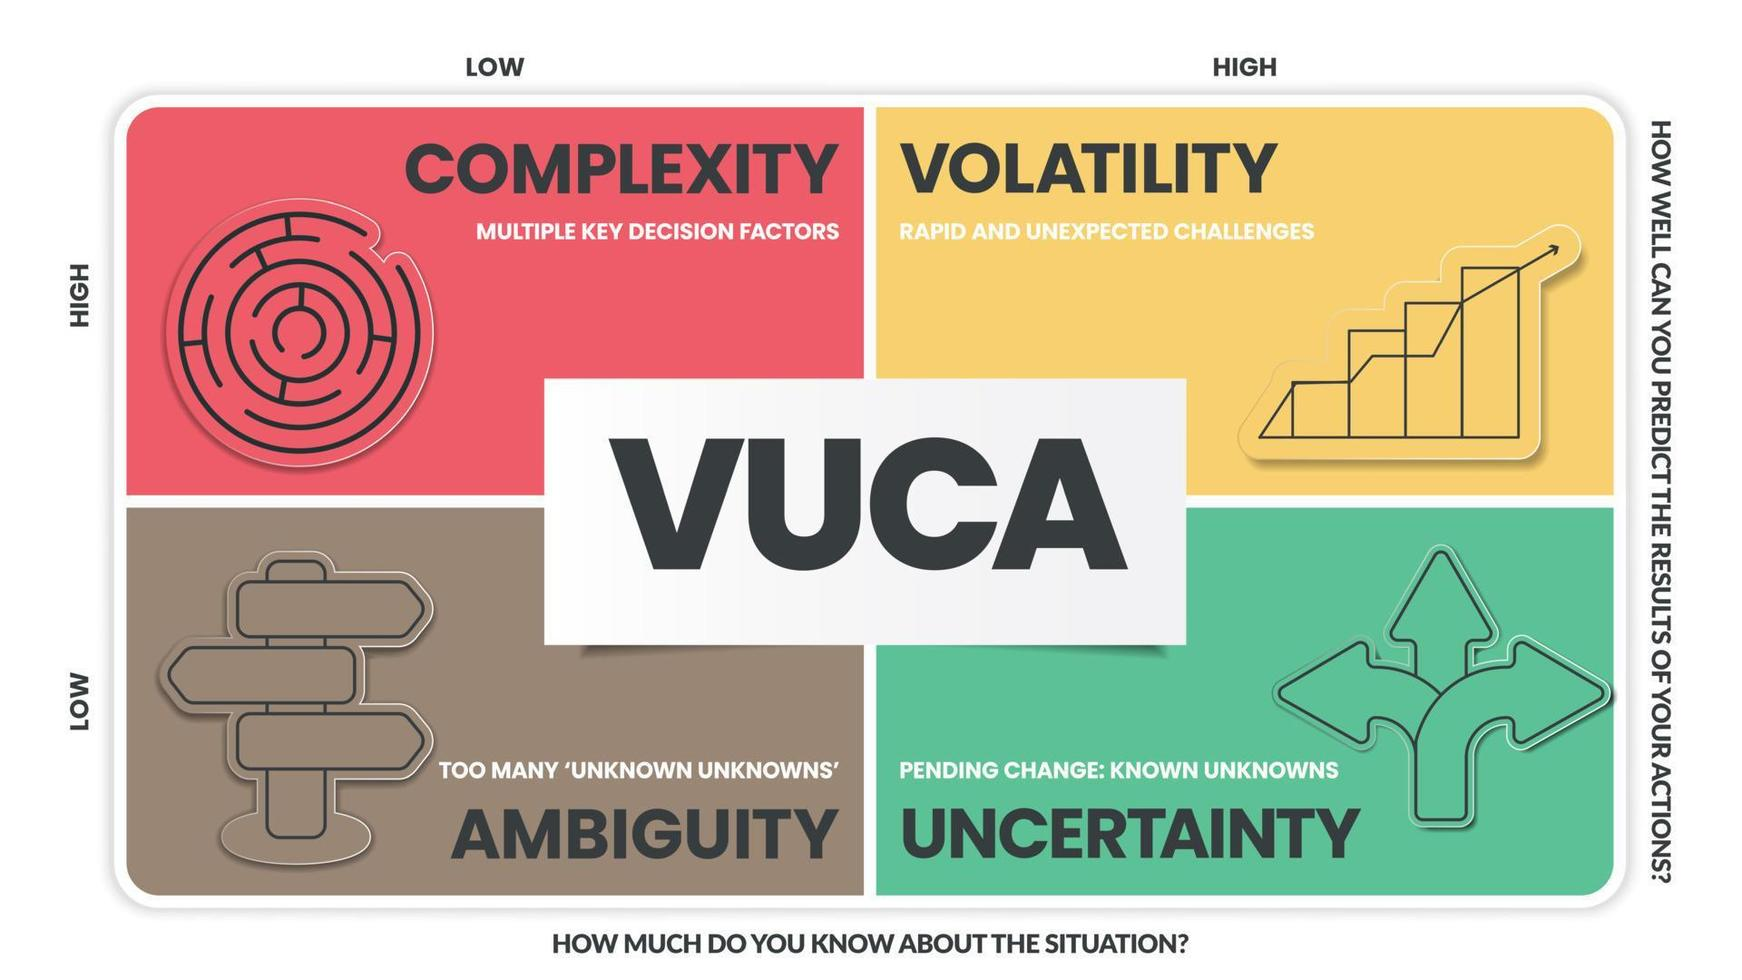 LOW
HIGH
COMPLEXITY
MULTIPLE KEY DECISION FACTORS
VOLATILITY
RAPID AND UNEXPECTED CHALLENGES
HIGH
VUCA
LOW
TOO MANY ‘UNKNOWN UNKNOWNS’
AMBIGUITY
PENDING CHANGE: KNOWN UNKNOWNS
UNCERTAINTY
HOW WELL CAN YOU PREDICT THE RESULTS OF YOUR ACTIONS?
HOW MUCH DO YOU KNOW ABOUT THE SITUATION?